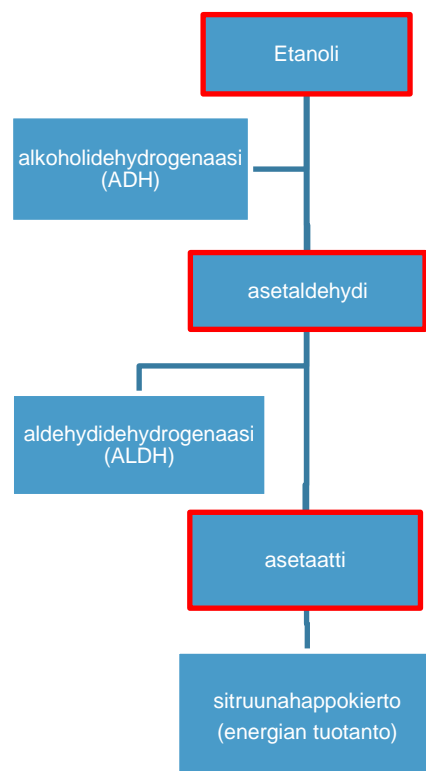 Etanoli
alkoholidehydrogenaasi
(ADH)
asetaldehydi
aldehydidehydrogenaasi
(ALDH)
asetaatti
sitruunahappokierto
(energian tuotanto)